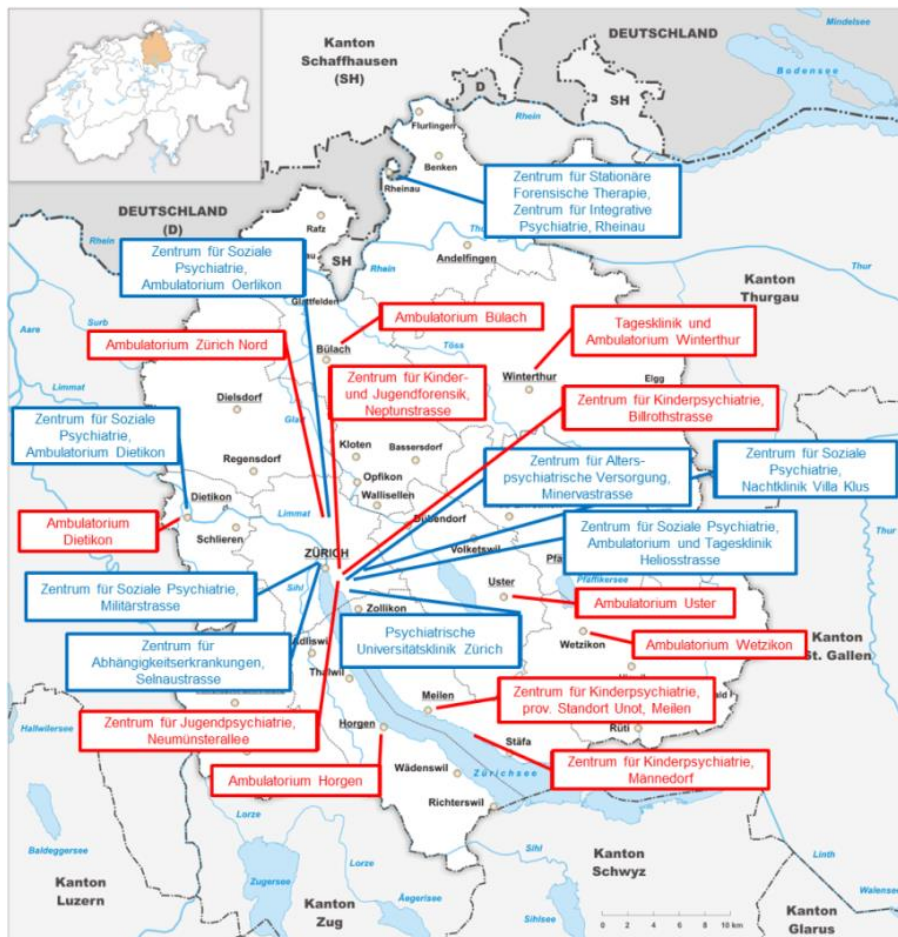 DEUTSCHLAND
Mindelsee
Kanton
Schaffhausen
(SH)
D
SH
Bodensee
Flurlingen
Rhein
Benken
Rheinau
Zentrum für Stationäre
Forensische Therapie,
Zentrum für Integrative
Psychiatrie, Rheinau
DEUTSCHLAND
(D)
Rafz
Rhein
SH
Rhein
Andelfingen
Thur
Kanton
Thurgau
Zentrum für Soziale
Psychiatrie,
Ambulatorium Oerlikon
Glattfelden
Aare
Surb
Limmat
Ambulatorium Bülach
Tagesklinik und
Ambulatorium Winterthur
Ambulatorium Zürich Nord
Bülach
Töss
Winterthur
Elgg
Zentrum für Kinder-
und Jugendforensik,
Neptunstrasse
Zentrum für Kinderpsychiatrie,
Billrothstrasse
Dielsdorf
Zentrum für Soziale
Psychiatrie,
Ambulatorium Dietikon
Kloten
Bassersdorf
Regensdorf
Opfikon
Wallisellen
Zentrum für Alters-
psychiatrische Versorgung,
Minervastrasse
Zentrum für Soziale
Psychiatrie,
Nachtklinik Villa Klus
Dietikon
Limmat
Ambulatorium
Dietikon
Schlieren
Dübendorf
Volketswil
Zentrum für Soziale Psychiatrie,
Ambulatorium und Tagesklinik
Heliosstrasse
Thur
ZÜRICH
Sihl
Zentrum für Soziale Psychiatrie,
Militärstrasse
Uster
Pfäffikersee
Ambulatorium Uster
Zollikon
Psychiatrische
Universitätsklinik Zürich
Wetzikon
Ambulatorium Wetzikon
Kanton
St. Gallen
Zentrum für
Abhängigkeitserkrankungen,
Selnaustrasse
Adliswil
Thalwil
Meilen
Zentrum für Kinderpsychiatrie,
prov. Standort Unot, Meilen
Rüti
Hallwilersee
Zentrum für Jugendpsychiatrie,
Neumünsterallee
Horgen
Stäfa
Zentrum für Kinderpsychiatrie,
Männedorf
Ambulatorium Horgen
Wädenswil
Zürichsee
Richterswil
Lorze
Sihl
Baldeggersee
Kanton
Luzern
Zugersee
Lorze
Kanton
Zug
Ägerisee
Sihlsee
Kanton
Schwyz
Linth
Walensee
0 2 4 6 8 10 km
Kanton
Glarus